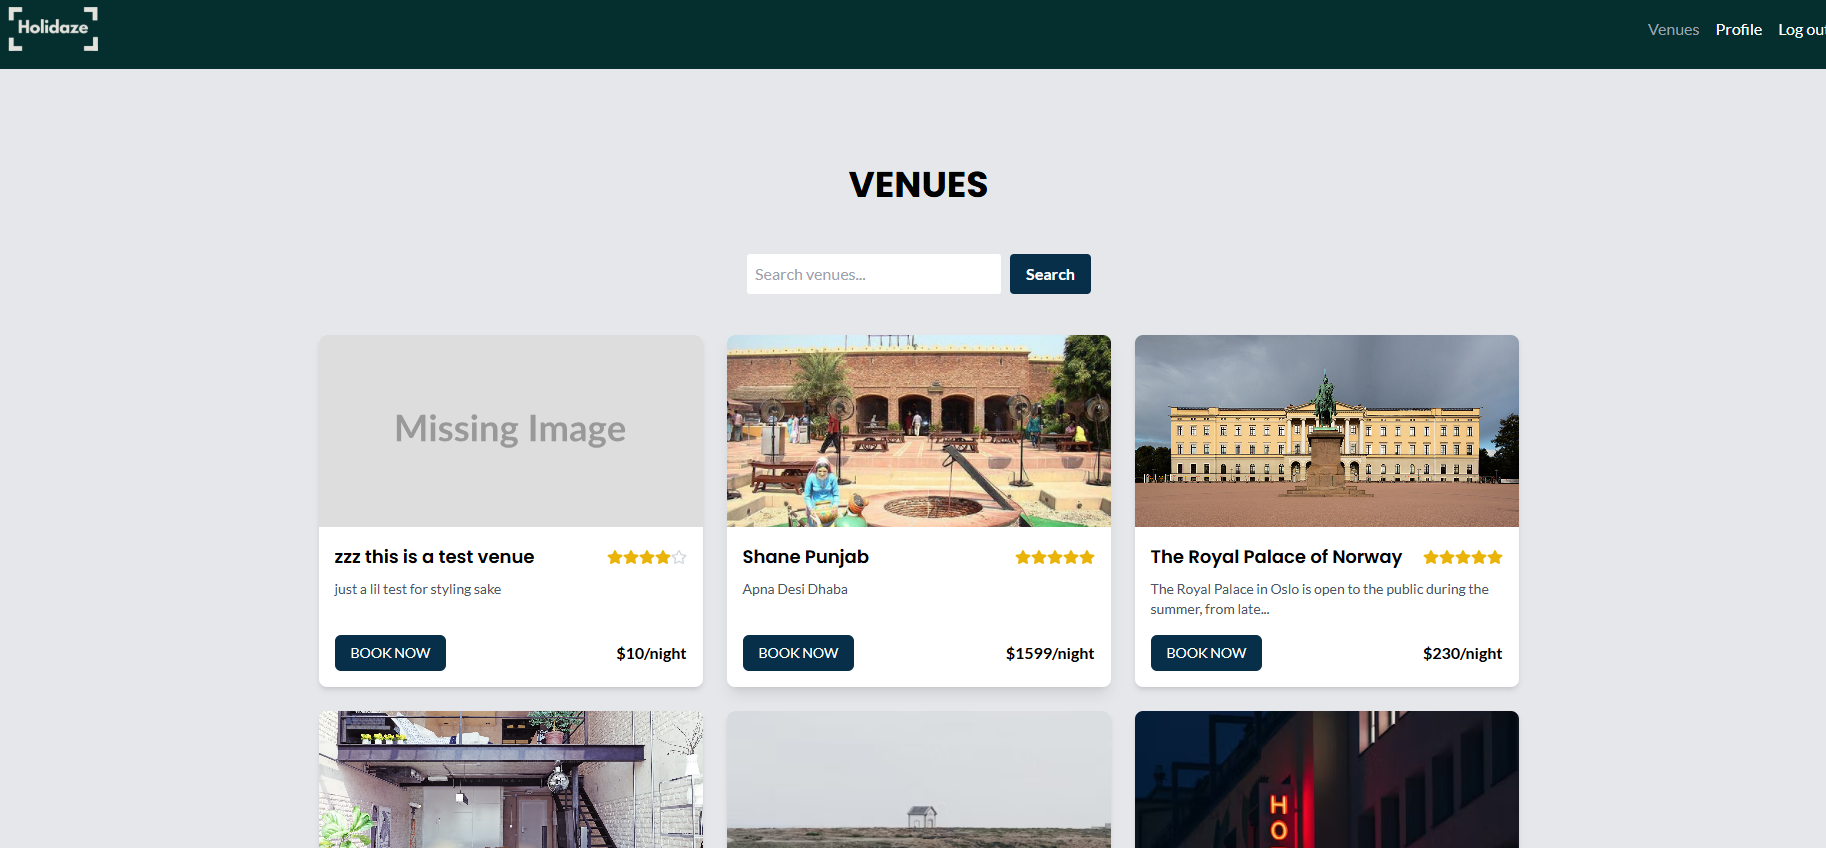 Holidaze
Venues Profile Log out
VENUES
Search venues... Search
Missing Image
zzz this is a test venue
just a lil test for styling sake
BOOK NOW $10/night
Shane Punjab
Apna Desi Dhaba
BOOK NOW $1599/night
The Royal Palace of Norway
The Royal Palace in Oslo is open to the public during the
summer, from late...
BOOK NOW $230/night
H
O